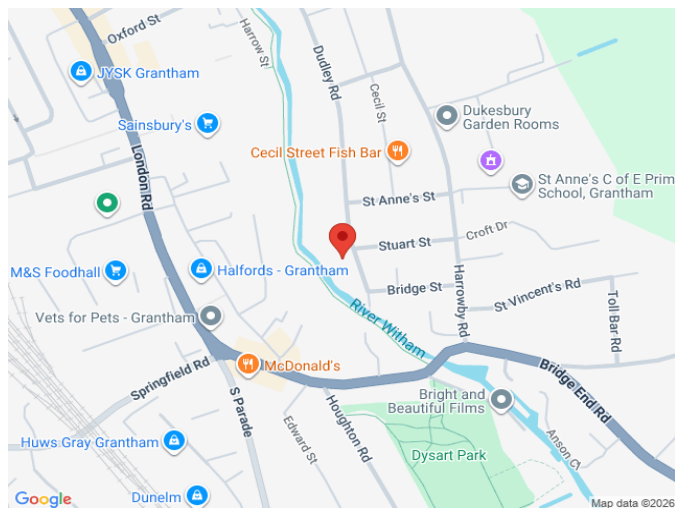 Oxford St
Harrow St
Dudley Rd
Cecil St
JYSK Grantham
Dukesbury
Garden Rooms
Sainsbury's
Cecil Street Fish Bar
London Rd
St Anne's C of E Prim
School, Grantham
St Anne's St
Croft Dr
Stuart St
M&S Foodhall
Halfords - Grantham
Harrowby Rd
Bridge St
St Vincent's Rd
Toll Bar Rd
Vets for Pets - Grantham
River Witham
McDonald's
Springfield Rd
Bridge End Rd
S Parade
Houghton Rd
Bright and
Beautiful Films
Edward St
Huws Gray Grantham
Dysart Park
Anson Ct
Dunelm
Google
Map data ©2026